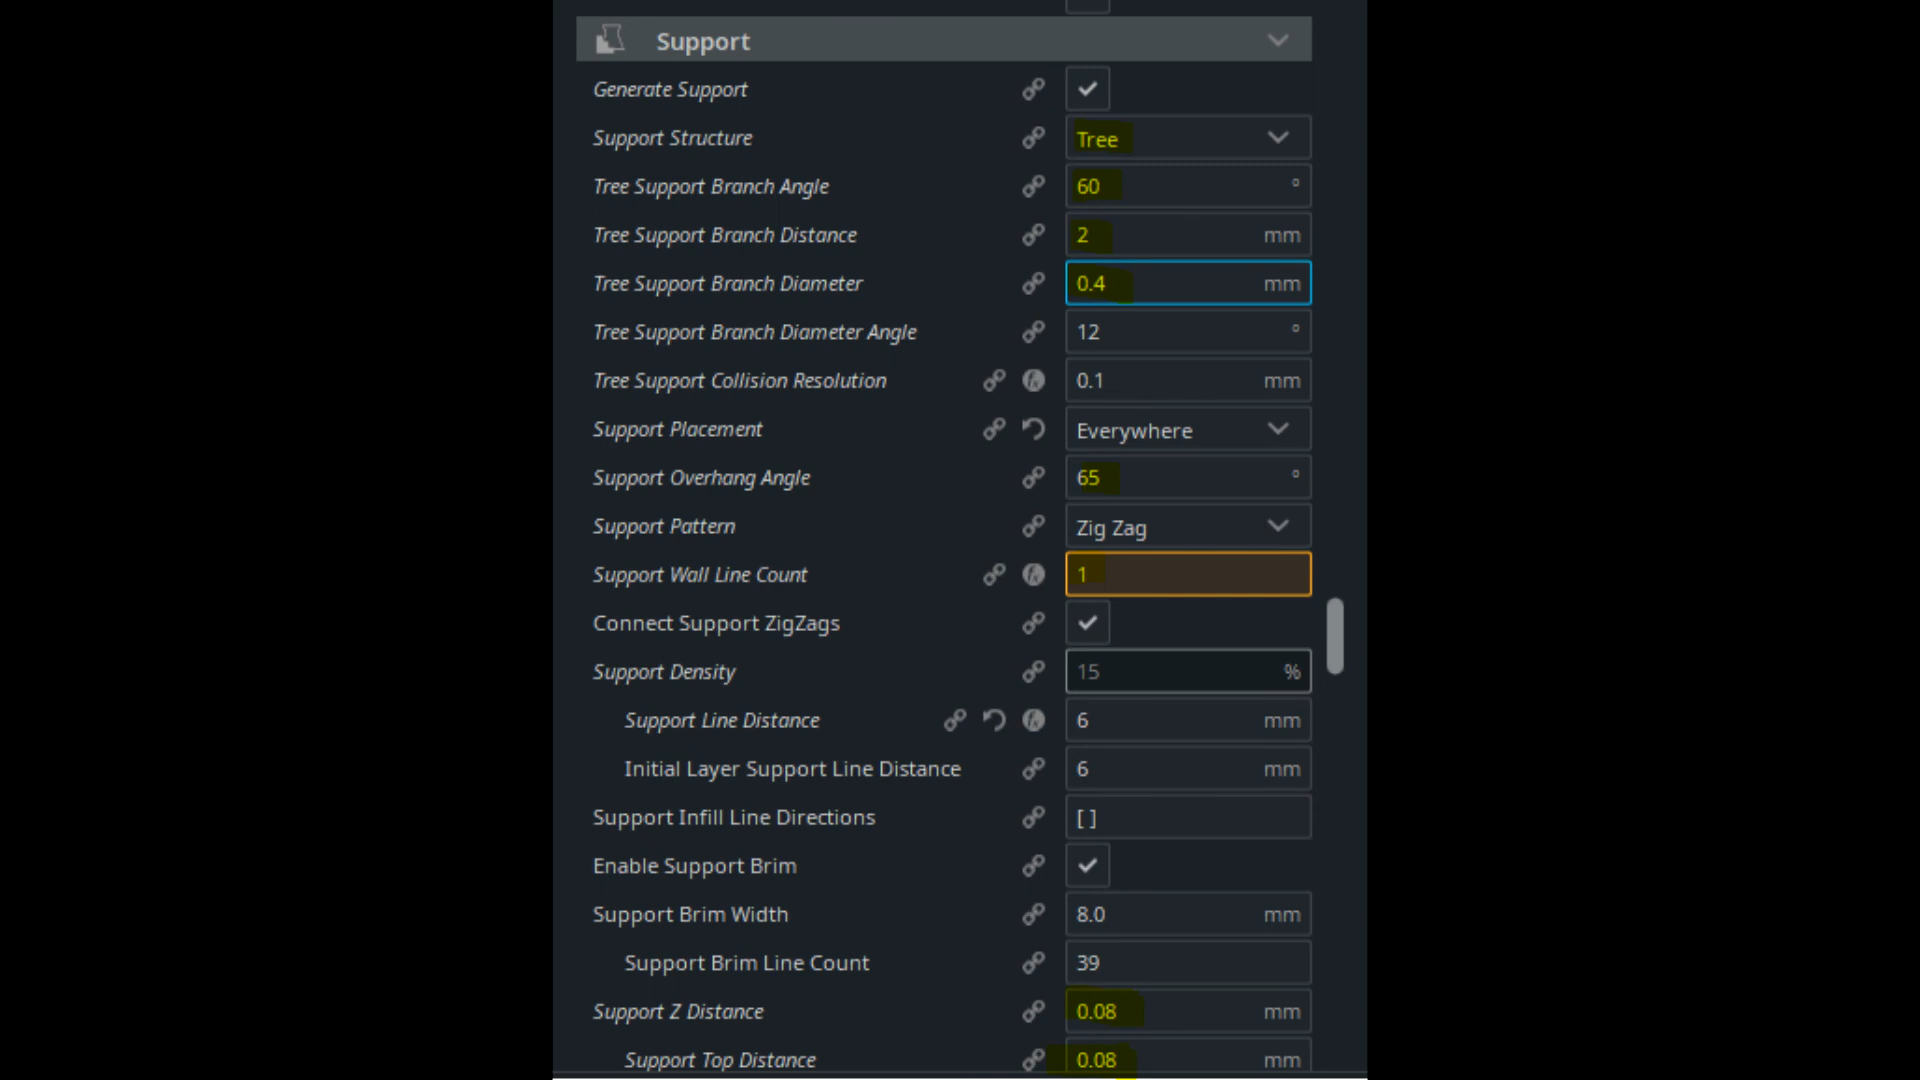 Support
Generate Support
Support Structure Tree
Tree Support Branch Angle 60 °
Tree Support Branch Distance 2 mm
Tree Support Branch Diameter 0.4 mm
Tree Support Branch Diameter Angle 12 °
Tree Support Collision Resolution 0.1 mm
Support Placement Everywhere
Support Overhang Angle 65 °
Support Pattern Zig Zag
Support Wall Line Count 1
Connect Support ZigZags
Support Density 15 %
Support Line Distance 6 mm
Initial Layer Support Line Distance 6 mm
Support Infill Line Directions [ ]
Enable Support Brim
Support Brim Width 8.0 mm
Support Brim Line Count 39
Support Z Distance 0.08 mm
Support Top Distance 0.08 mm